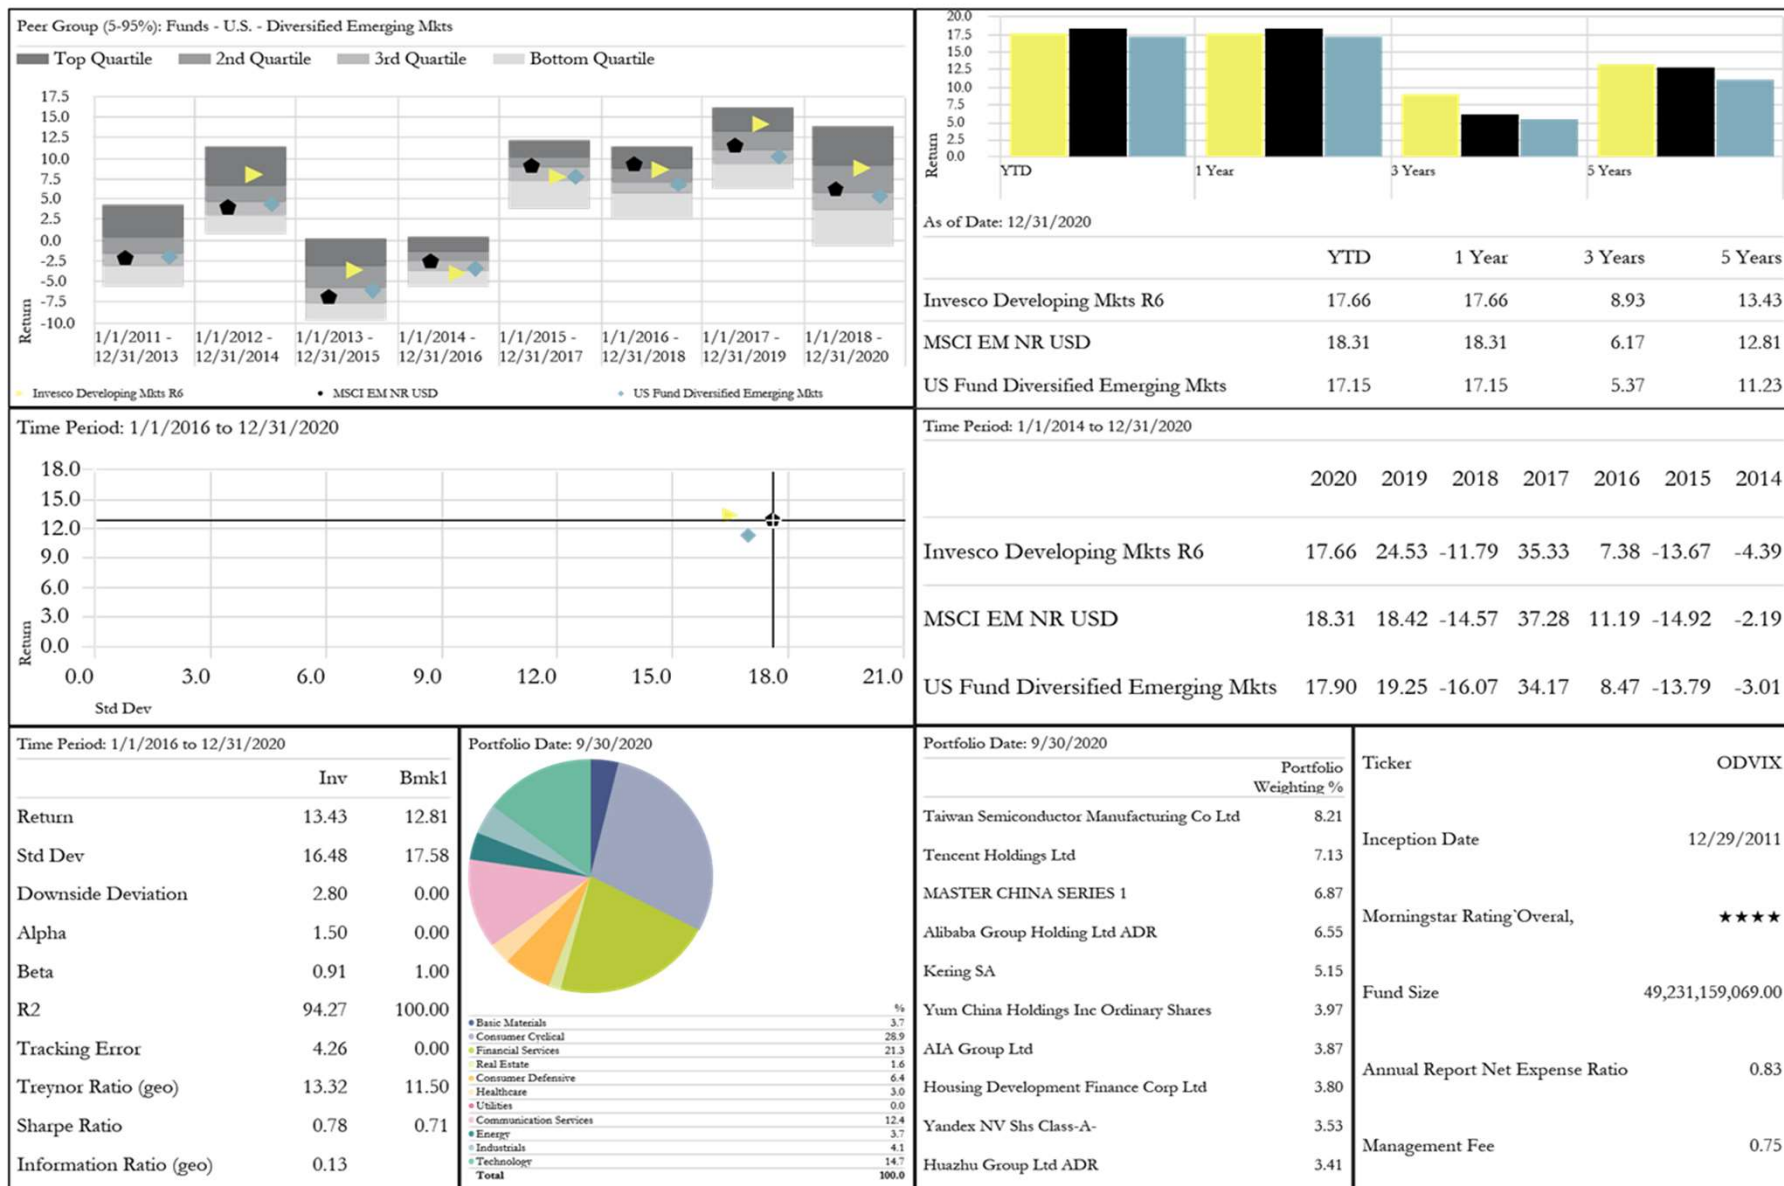 Peer Group (5-95%): Funds - U.S. - Diversified Emerging Mkts
Top Quartile 2nd Quartile 3rd Quartile Bottom Quartile
17.5
15.0
12.5
10.0
7.5
5.0
2.5
0.0
-2.5
-5.0
-7.5
-10.0
Return
1/1/2011 - 1/1/2012 - 1/1/2013 - 1/1/2014 - 1/1/2015 - 1/1/2016 - 1/1/2017 - 1/1/2018 -
12/31/2013 12/31/2014 12/31/2015 12/31/2016 12/31/2017 12/31/2018 12/31/2019 12/31/2020
Invesco Developing Mkts R6 MSCI EM NR USD US Fund Diversified Emerging Mkts
20.0
17.5
15.0
12.5
10.0
7.5
5.0
2.5
0.0
Return
YTD 1 Year 3 Years 5 Years
As of Date: 12/31/2020
YTD 1 Year 3 Years 5 Years
Invesco Developing Mkts R6 17.66 17.66 8.93 13.43
MSCI EM NR USD 18.31 18.31 6.17 12.81
US Fund Diversified Emerging Mkts 17.15 17.15 5.37 11.23
Time Period: 1/1/2016 to 12/31/2020
18.0
15.0
12.0
9.0
6.0
3.0
0.0
Return
0.0 3.0 6.0 9.0 12.0 15.0 18.0 21.0
Std Dev
Time Period: 1/1/2014 to 12/31/2020
2020 2019 2018 2017 2016 2015 2014
Invesco Developing Mkts R6 17.66 24.53 -11.79 35.33 7.38 -13.67 -4.39
MSCI EM NR USD 18.31 18.42 -14.57 37.28 11.19 -14.92 -2.19
US Fund Diversified Emerging Mkts 17.90 19.25 -16.07 34.17 8.47 -13.79 -3.01
Time Period: 1/1/2016 to 12/31/2020
Inv Bmk1
Return 13.43 12.81
Std Dev 16.48 17.58
Downside Deviation 2.80 0.00
Alpha 1.50 0.00
Beta 0.91 1.00
R2 94.27 100.00
Tracking Error 4.26 0.00
Treynor Ratio (geo) 13.32 11.50
Sharpe Ratio 0.78 0.71
Information Ratio (geo) 0.13
Portfolio Date: 9/30/2020
%
Basic Materials 3.7
Consumer Cyclical 28.9
Financial Services 21.3
Real Estate 1.6
Consumer Defensive 6.4
Healthcare 3.0
Utilities 0.0
Communication Services 12.4
Energy 3.7
Industrials 4.1
Technology 14.7
Total 100.0
Portfolio Date: 9/30/2020
Portfolio
Weighting %
Taiwan Semiconductor Manufacturing Co Ltd 8.21
Tencent Holdings Ltd 7.13
MASTER CHINA SERIES 1 6.87
Alibaba Group Holding Ltd ADR 6.55
Kering SA 5.15
Yum China Holdings Inc Ordinary Shares 3.97
AIA Group Ltd 3.87
Housing Development Finance Corp Ltd 3.80
Yandex NV Shs Class-A- 3.53
Huazhu Group Ltd ADR 3.41
Ticker ODVIX
Inception Date 12/29/2011
Morningstar Rating`Overal, ★★★★
Fund Size 49,231,159,069.00
Annual Report Net Expense Ratio 0.83
Management Fee 0.75